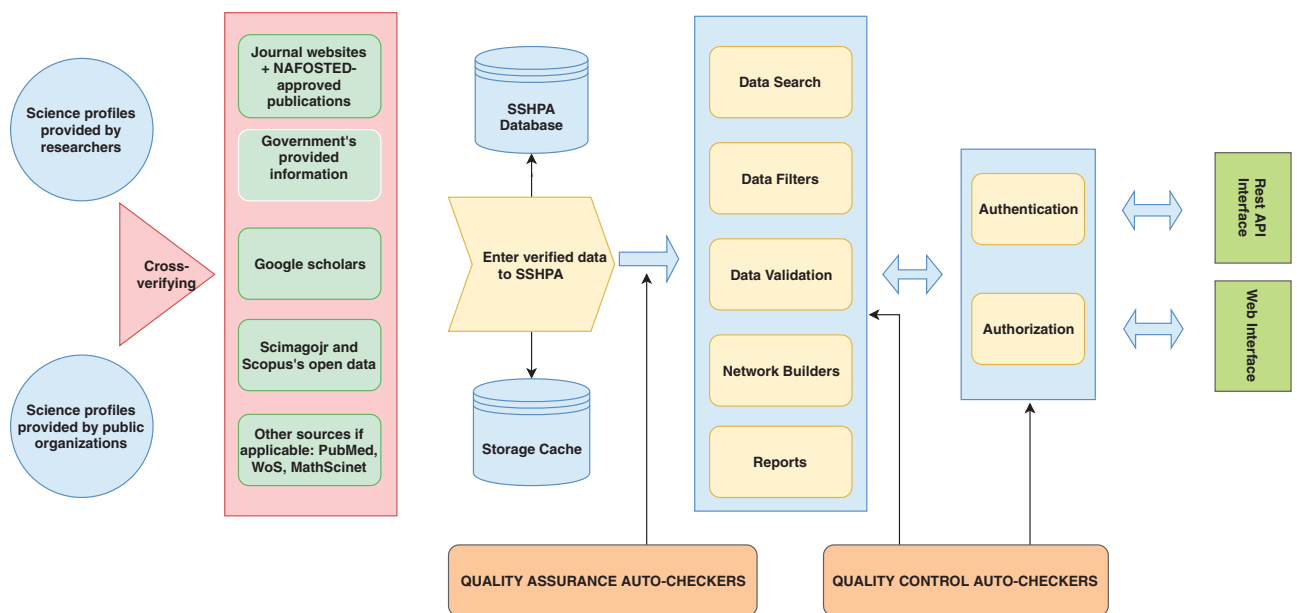 Science profiles
provided by
researchers
Cross-
verifying
Science profiles
provided by public
organizations
Journal websites
+ NAFOSTED-
approved
publications
Government's
provided
information
Google scholars
Scimagojr and
Scopus's open data
Other sources if
applicable: PubMed,
WoS, MathScinet
SSHPA
Database
Enter verified data
to SSHPA
Storage Cache
Data Search
Data Filters
Data Validation
Network Builders
Reports
Authentication
Authorization
Rest API
Interface
Web Interface
QUALITY ASSURANCE AUTO-CHECKERS
QUALITY CONTROL AUTO-CHECKERS